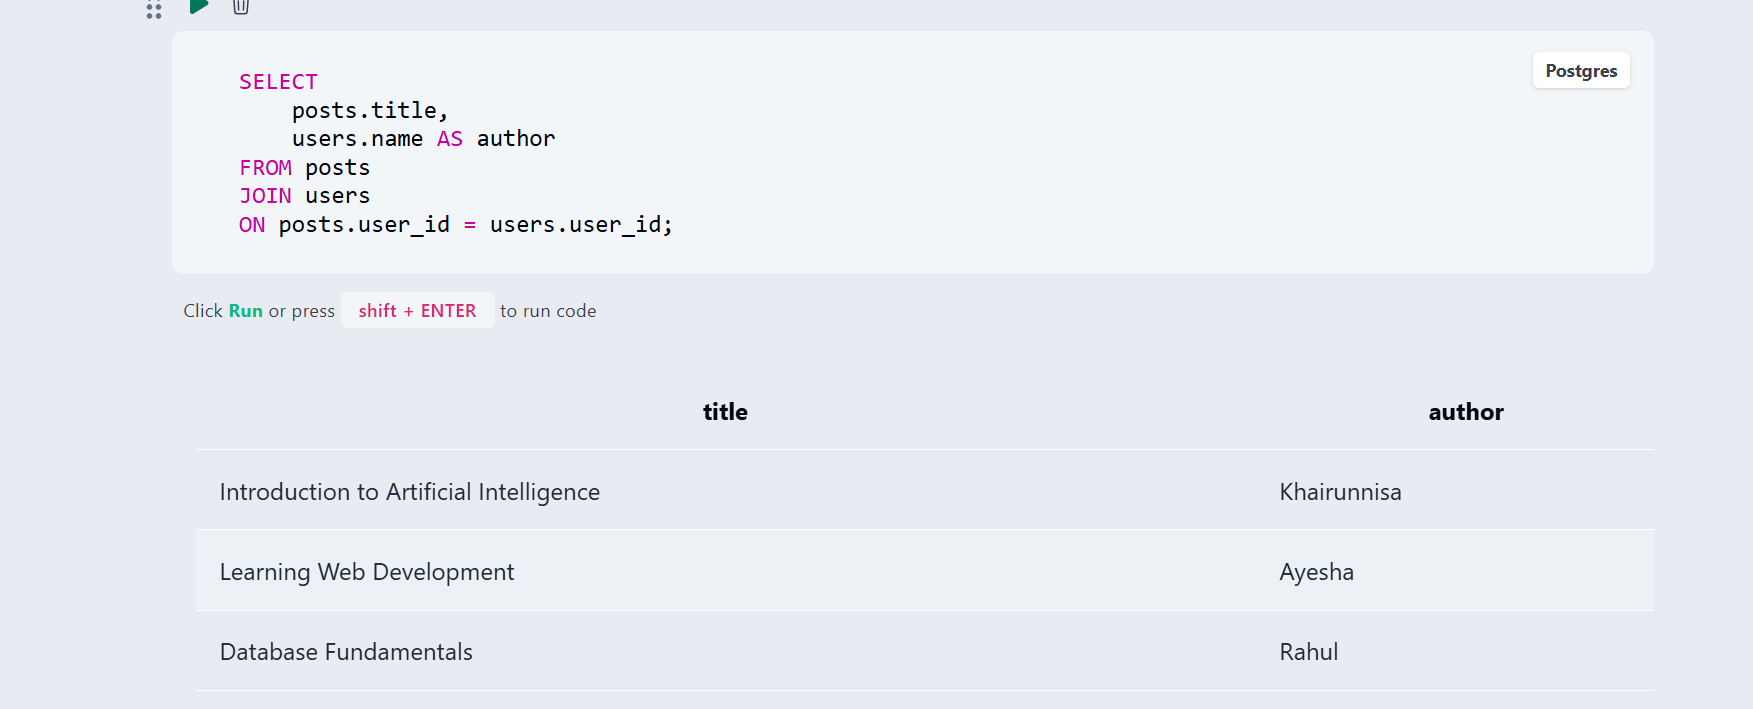 Postgres
SELECT
    posts.title,
    users.name AS author
FROM posts
JOIN users
ON posts.user_id = users.user_id;
Click Run or press shift + ENTER to run code
title author
Introduction to Artificial Intelligence Khairunnisa
Learning Web Development Ayesha
Database Fundamentals Rahul